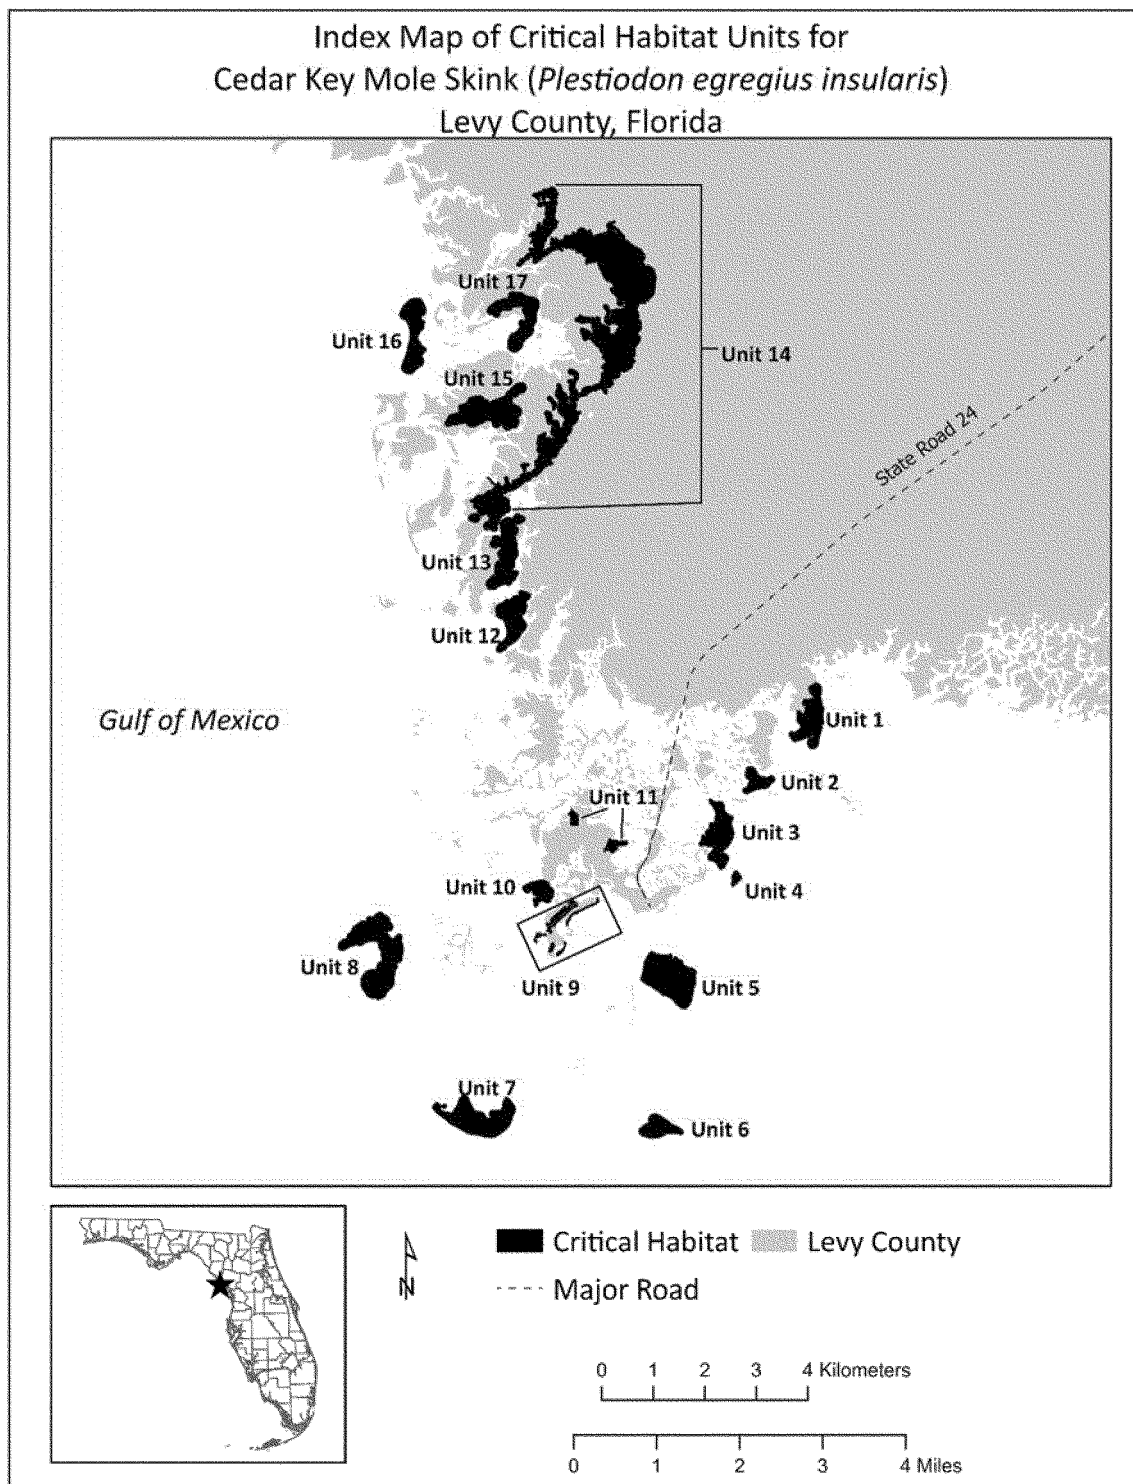 Index Map of Critical Habitat Units for
Cedar Key Mole Skink (Plestiodon egregius insularis)
Levy County, Florida
Unit 17
Unit 16
Unit 14
Unit 15
State Road 24
Unit 13
Unit 12
Gulf of Mexico
Unit 1
Unit 2
Unit 11
Unit 3
Unit 10
Unit 4
Unit 8
Unit 9
Unit 5
Unit 7
Unit 6
N
Critical Habitat
Levy County
Major Road
0 1 2 3 4 Kilometers
0 1 2 3 4 Miles